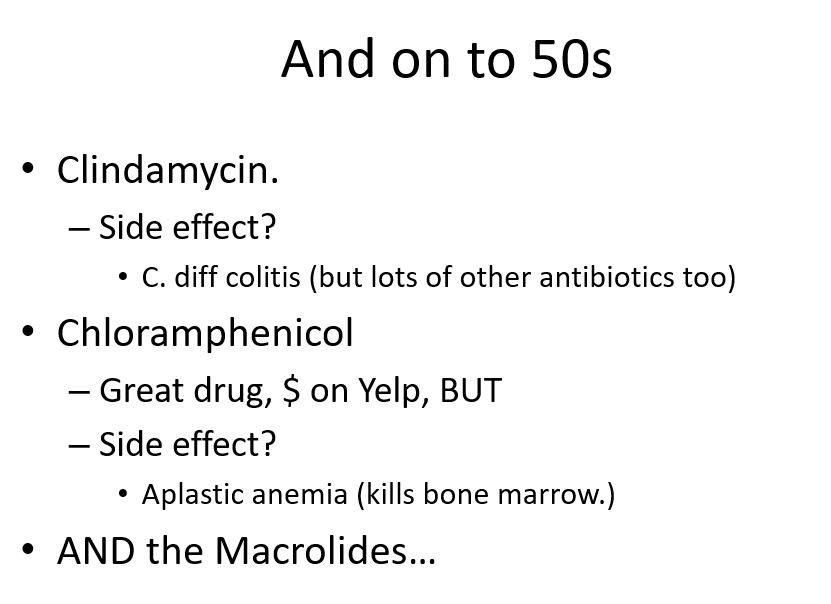 And on to 50s
• Clindamycin.
– Side effect?
• C. diff colitis (but lots of other antibiotics too)
• Chloramphenicol
– Great drug, $ on Yelp, BUT
– Side effect?
• Aplastic anemia (kills bone marrow.)
• AND the Macrolides…